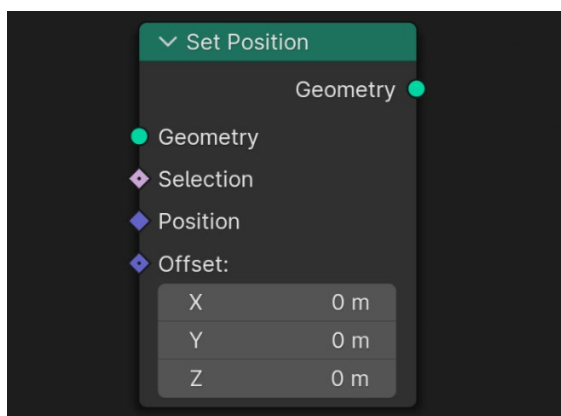 Set Position
Geometry
Geometry
Selection
Position
Offset:
X 0 m
Y 0 m
Z 0 m